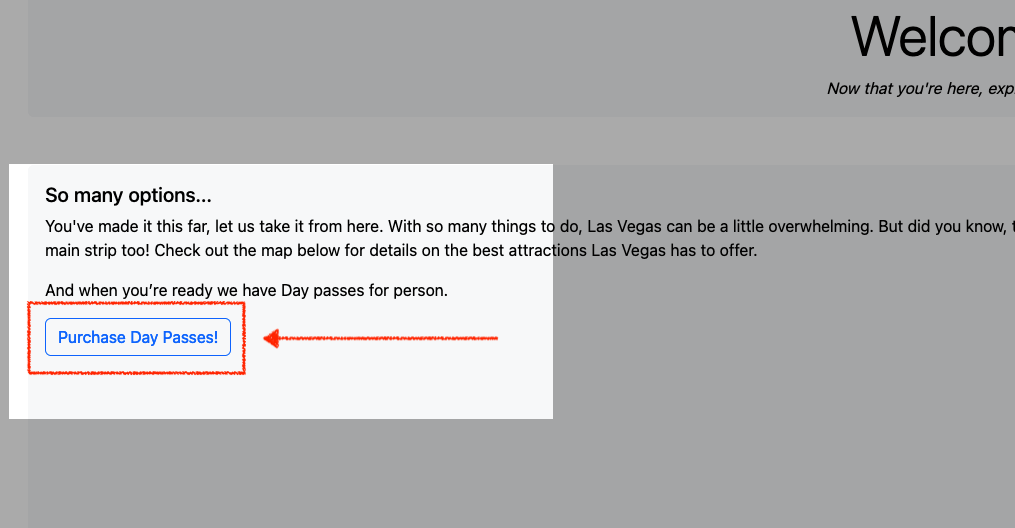 Welcom
Now that you're here, exp
So many options...
You've made it this far, let us take it from here. With so many things to do, Las Vegas can be a little overwhelming. But did you know, t
main strip too! Check out the map below for details on the best attractions Las Vegas has to offer.
And when you’re ready we have Day passes for person.
Purchase Day Passes!